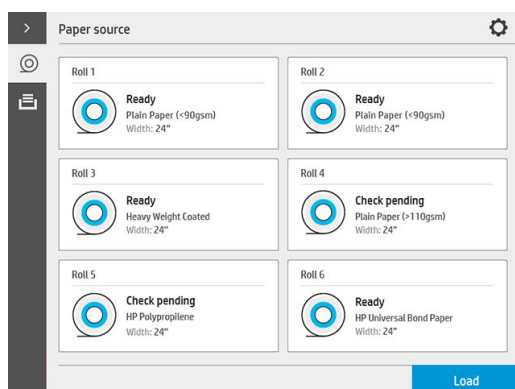 Paper source
Roll 1
Ready
Plain Paper (<90gsm)
Width: 24"
Roll 2
Ready
Plain Paper (<90gsm)
Width: 24"
Roll 3
Ready
Heavy Weight Coated
Width: 24"
Roll 4
Check pending
Plain Paper (>110gsm)
Width: 24"
Roll 5
Check pending
HP Polypropilene
Width: 24"
Roll 6
Ready
HP Universal Bond Paper
Width: 24"
Load